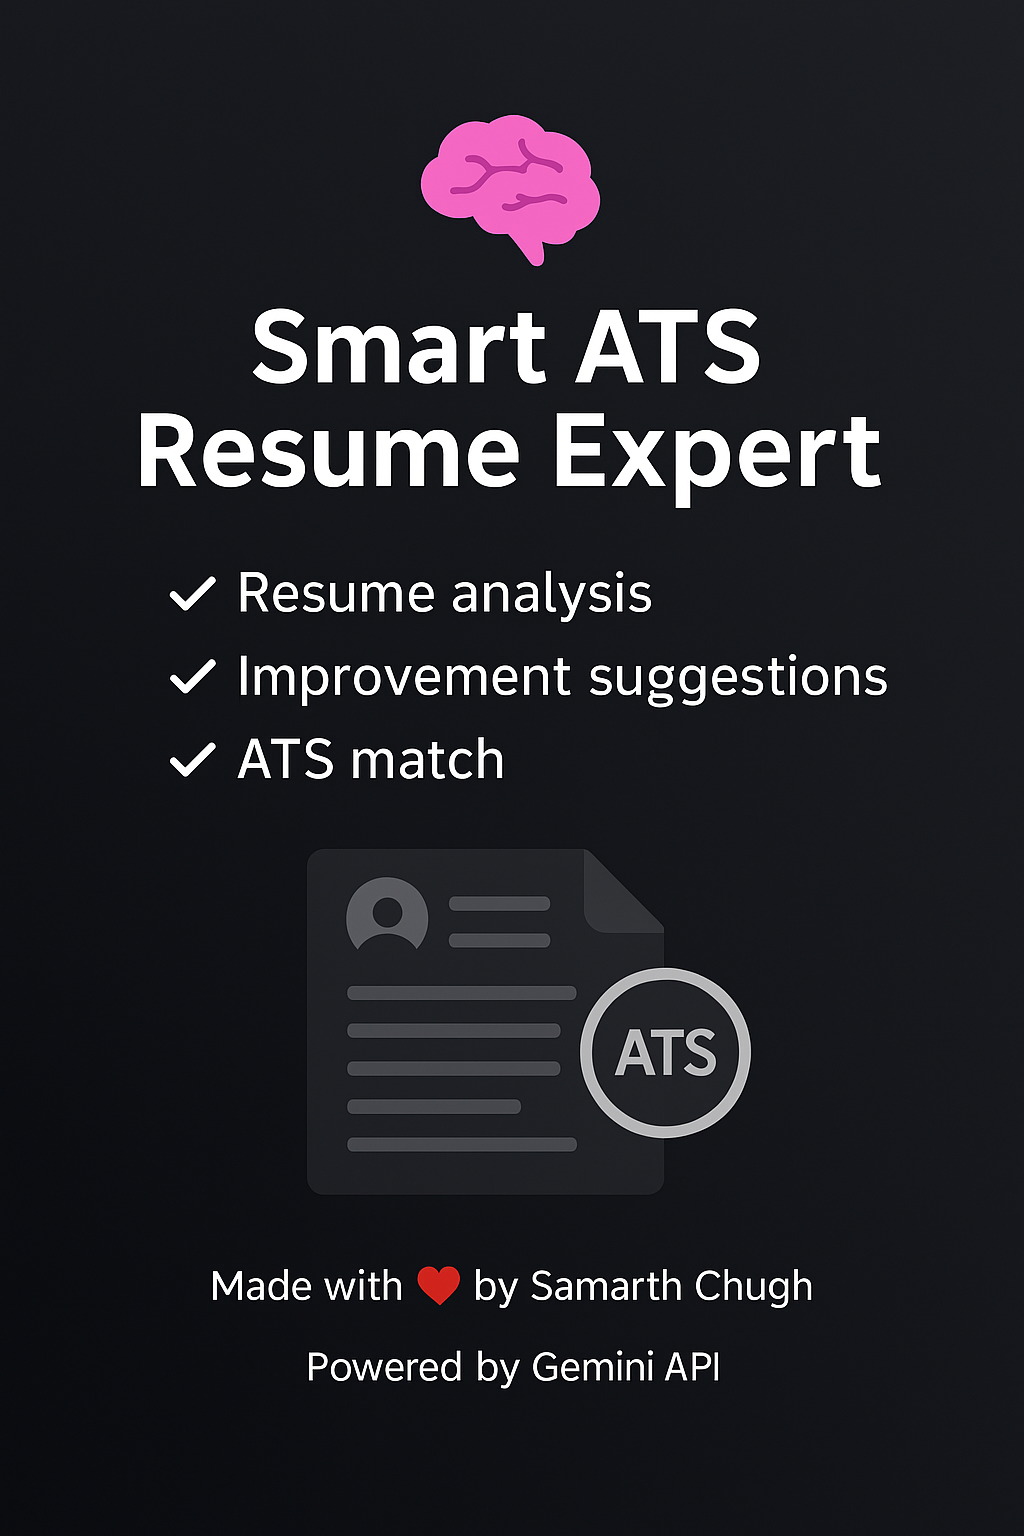 Smart ATS
Resume Expert
Resume analysis
Improvement suggestions
ATS match
ATS
Made with ❤️ by Samarth Chugh
Powered by Gemini API